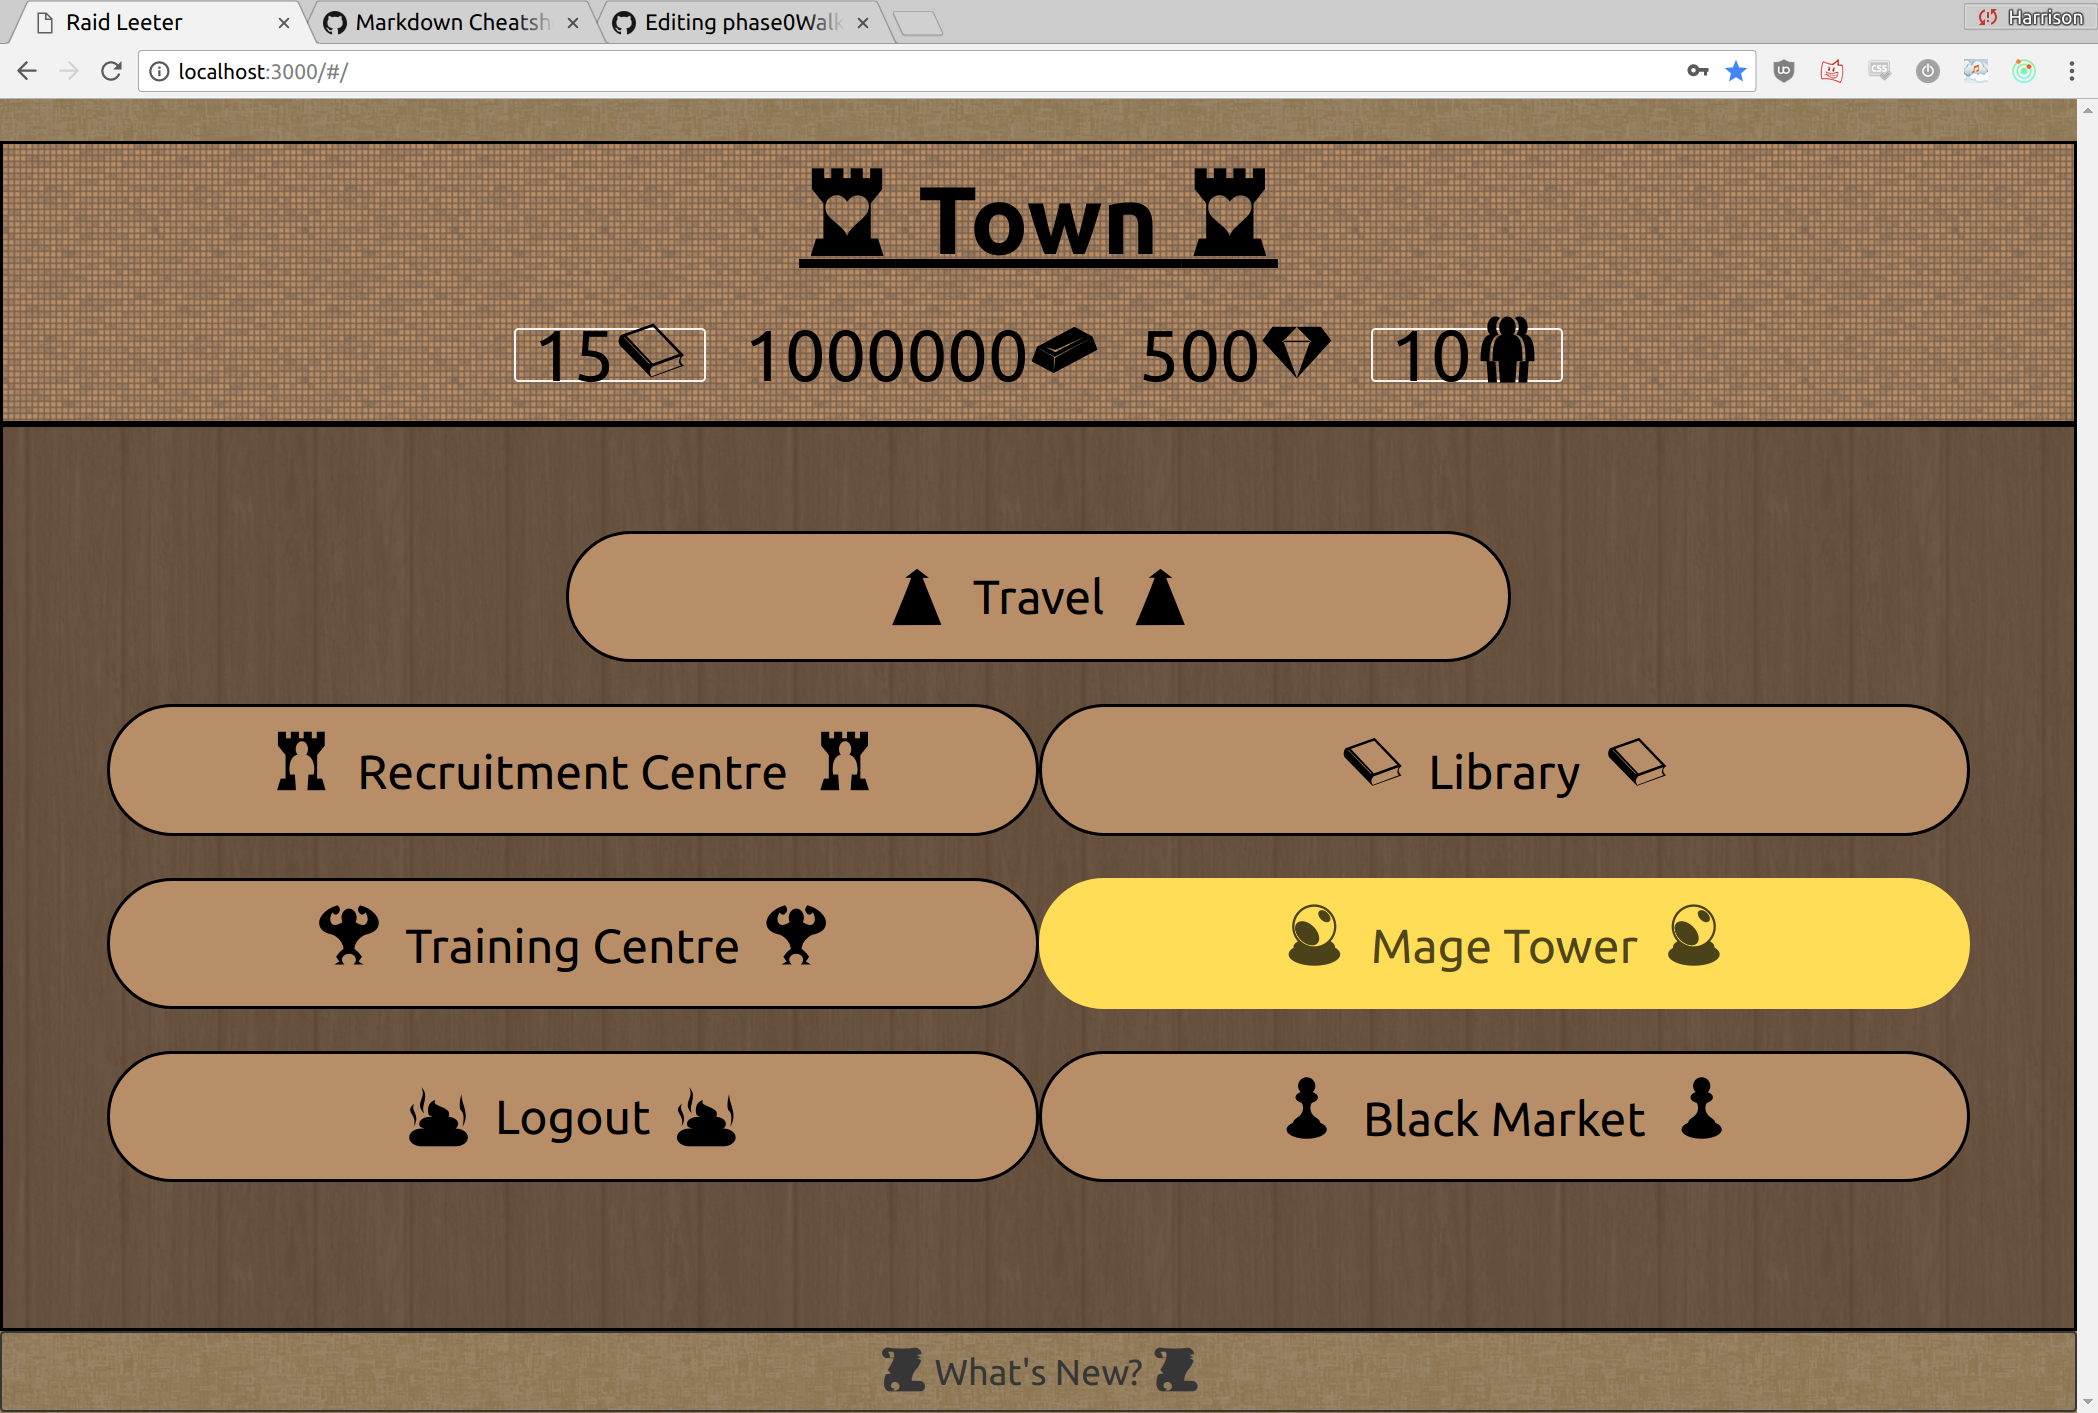 Raid Leeter
Markdown Cheatsh
Editing phase0Walk
Harrison
localhost:3000/#/
Town
15 1000000 500 10
Travel
Recruitment Centre
Library
Training Centre
Mage Tower
Logout
Black Market
What's New?